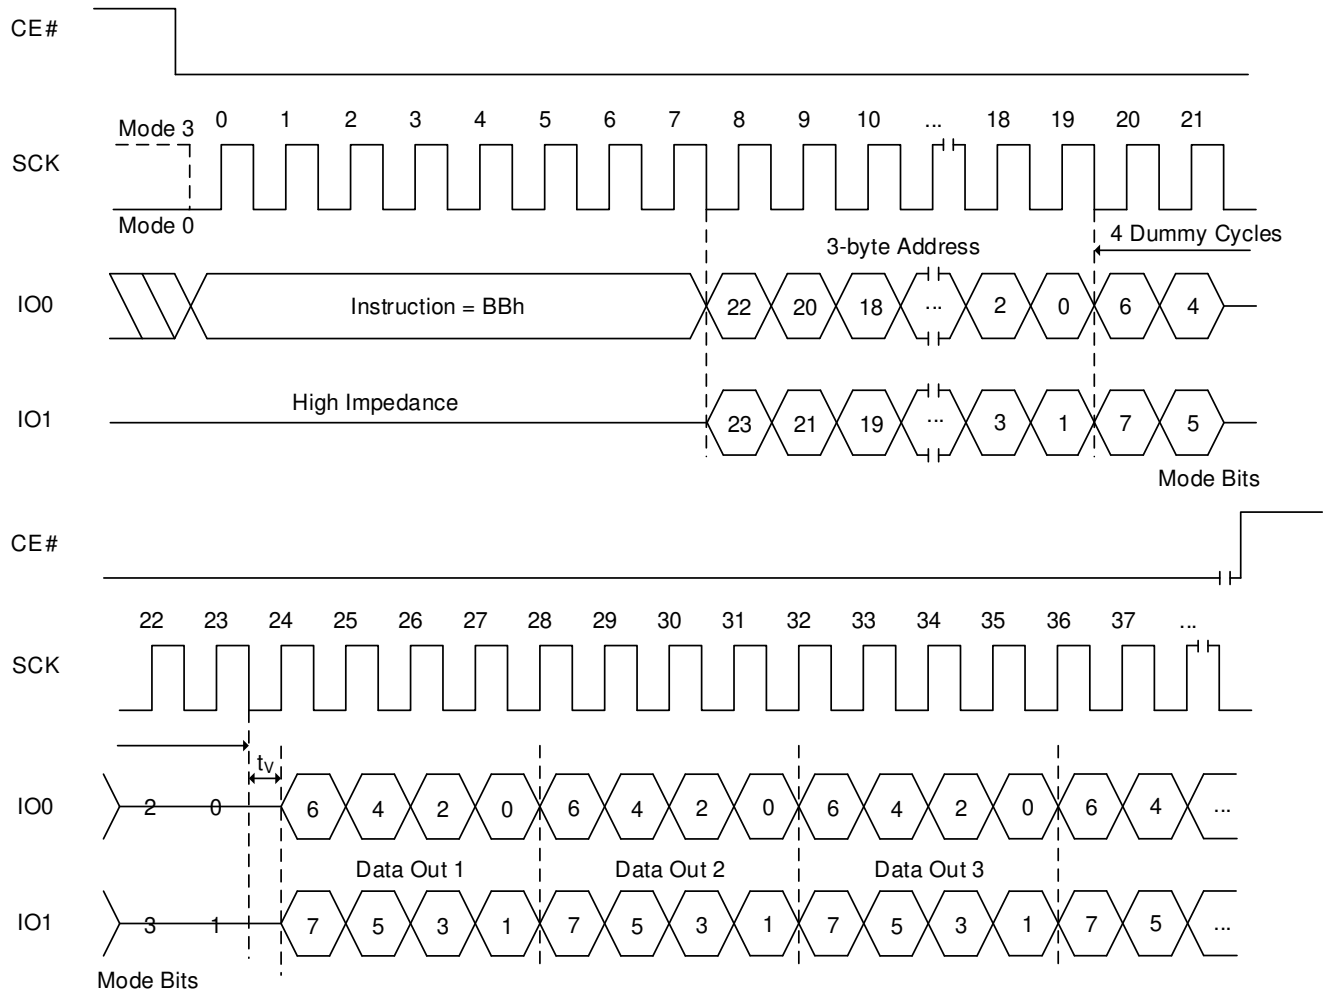 CE#
Mode 3 0 1 2 3 4 5 6 7 8 9 10 ... 18 19 20 21
SCK
Mode 0
3-byte Address 4 Dummy Cycles
IO0 Instruction = BBh 22 20 18 ... 2 0 6 4
High Impedance
IO1 23 21 19 ... 3 1 7 5
Mode Bits
CE#
22 23 24 25 26 27 28 29 30 31 32 33 34 35 36 37 ...
SCK
tV
IO0 2 0 6 4 2 0 6 4 2 0 6 4 2 0 6 4 ...
Data Out 1 Data Out 2 Data Out 3
IO1 3 1 7 5 3 1 7 5 3 1 7 5 3 1 7 5 ...
Mode Bits